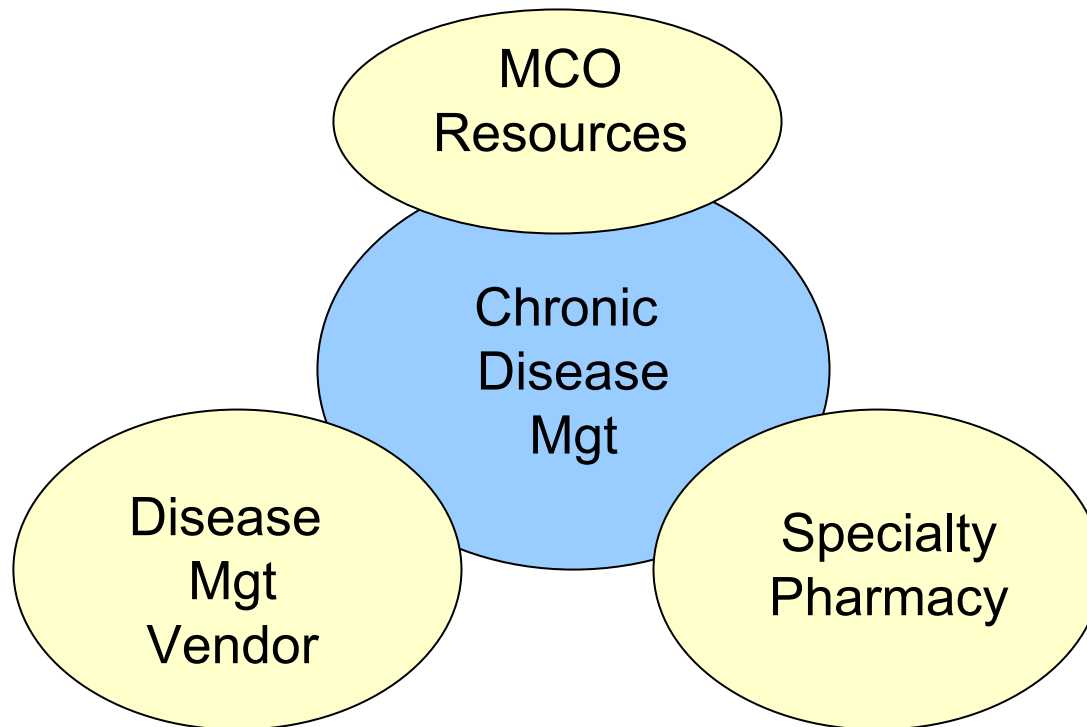 MCO
Resources
Chronic
Disease
Mgt
Disease
Mgt
Vendor
Specialty
Pharmacy